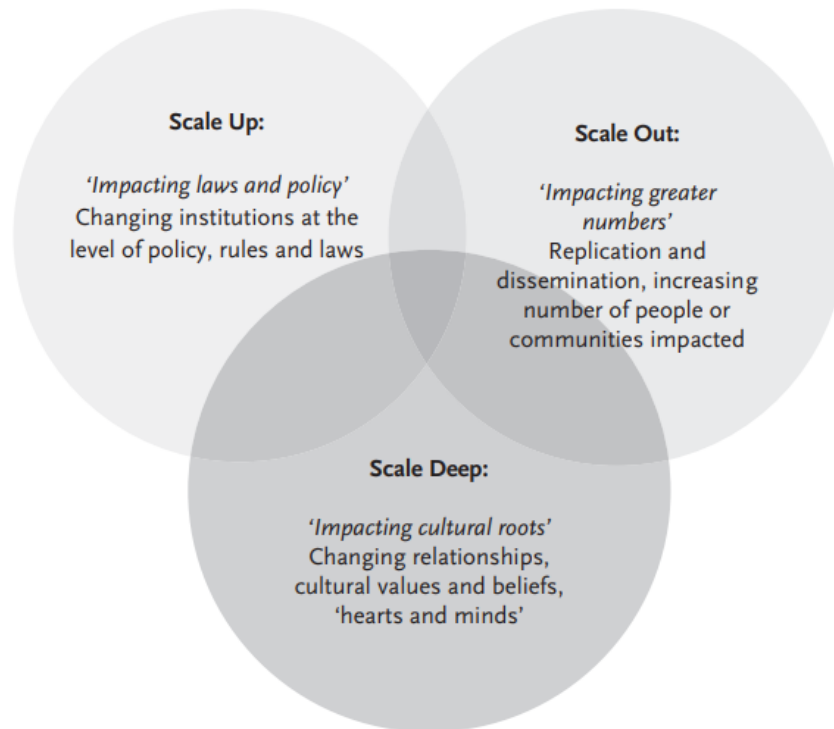 Scale Up:
‘Impacting laws and policy’
Changing institutions at the
level of policy, rules and laws
Scale Out:
‘Impacting greater
numbers’
Replication and
dissemination, increasing
number of people or
communities impacted
Scale Deep:
‘Impacting cultural roots’
Changing relationships,
cultural values and beliefs,
‘hearts and minds’